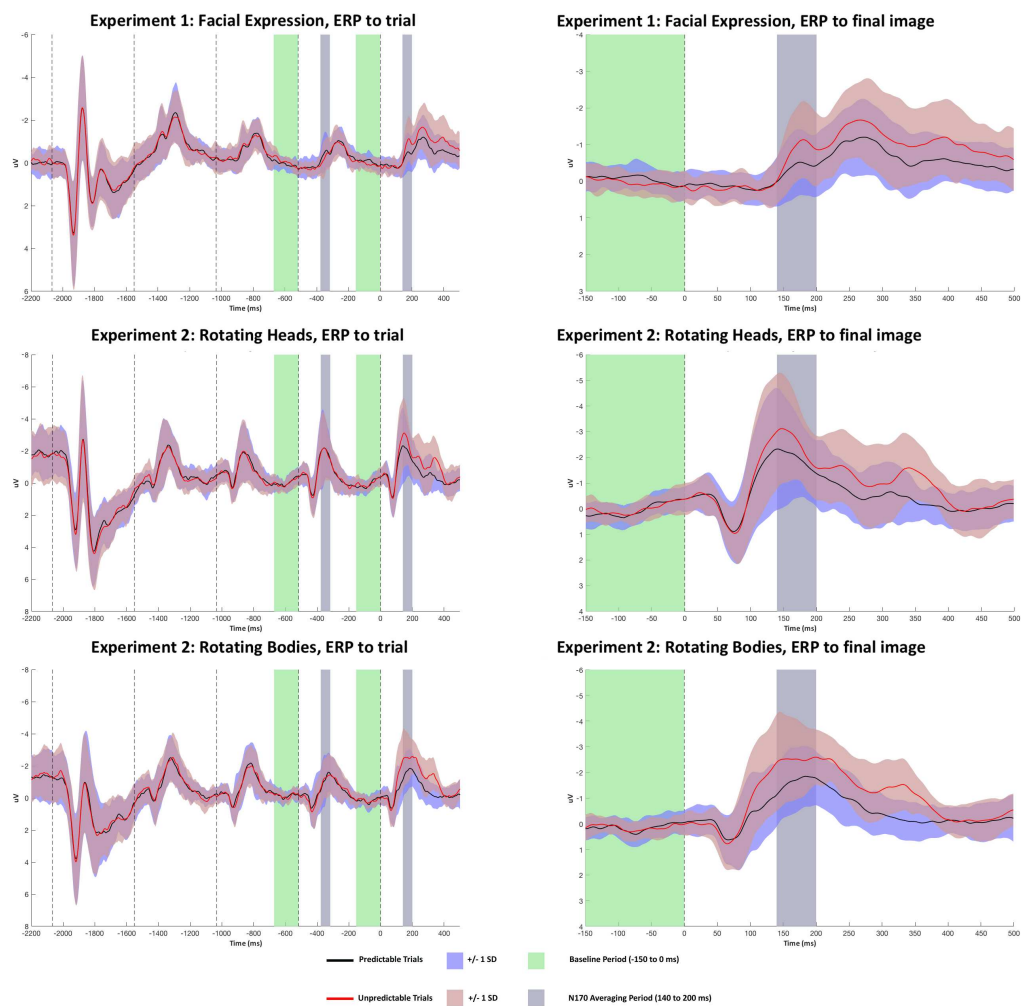 Experiment 1: Facial Expression, ERP to trial
-6
-4
-2
0
2
4
6
uV
-2200 -2000 -1800 -1600 -1400 -1200 -1000 -800 -600 -400 -200 0 200 400
Time (ms)
Experiment 1: Facial Expression, ERP to final image
-4
-3
-2
-1
0
1
2
3
uV
-150 -100 -50 0 50 100 150 200 250 300 350 400 450 500
Time (ms)
Experiment 2: Rotating Heads, ERP to trial
-8
-6
-4
-2
0
2
4
6
8
uV
-2200 -2000 -1800 -1600 -1400 -1200 -1000 -800 -600 -400 -200 0 200 400
Time (ms)
Experiment 2: Rotating Heads, ERP to final image
-6
-5
-4
-3
-2
-1
0
1
2
3
4
uV
-150 -100 -50 0 50 100 150 200 250 300 350 400 450 500
Time (ms)
Experiment 2: Rotating Bodies, ERP to trial
-8
-6
-4
-2
0
2
4
6
8
uV
-2200 -2000 -1800 -1600 -1400 -1200 -1000 -800 -600 -400 -200 0 200 400
Time (ms)
Experiment 2: Rotating Bodies, ERP to final image
-6
-5
-4
-3
-2
-1
0
1
2
3
4
uV
-150 -100 -50 0 50 100 150 200 250 300 350 400 450 500
Time (ms)
Predictable Trials +/- 1 SD Baseline Period (-150 to 0 ms)
Unpredictable Trials +/- 1 SD N170 Averaging Period (140 to 200 ms)